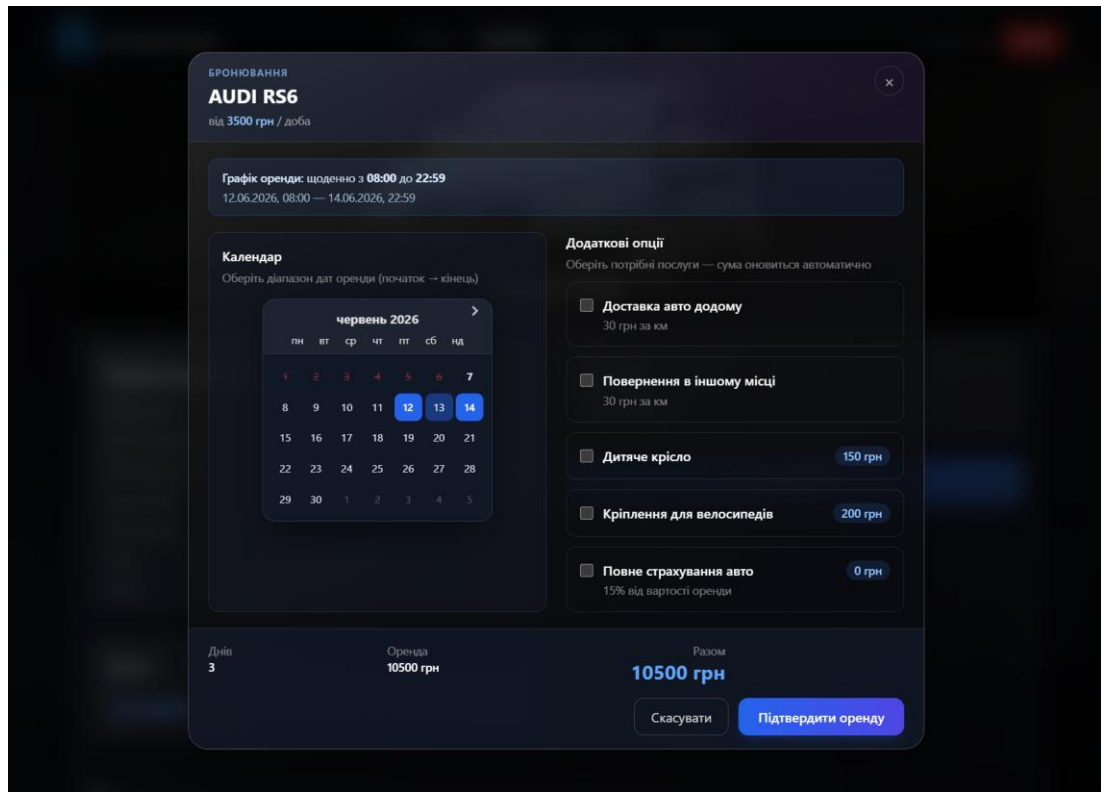 БРОНЮВАННЯ
AUDI RS6
від 3500 грн / доба
×
Графік оренди: щоденно з 08:00 до 22:59
12.06.2026, 08:00 — 14.06.2026, 22:59
Календар
Оберіть діапазон дат оренди (початок → кінець)
червень 2026
пн вт ср чт пт сб нд
1 2 3 4 5 6 7
8 9 10 11 12 13 14
15 16 17 18 19 20 21
22 23 24 25 26 27 28
29 30 1 2 3 4 5
Додаткові опції
Оберіть потрібні послуги — сума оновиться автоматично
Доставка авто додому
30 грн за км
Повернення в іншому місці
30 грн за км
Дитяче крісло 150 грн
Кріплення для велосипедів 200 грн
Повне страхування авто 0 грн
15% від вартості оренди
Днів
3
Оренда
10500 грн
Разом
10500 грн
Скасувати
Підтвердити оренду